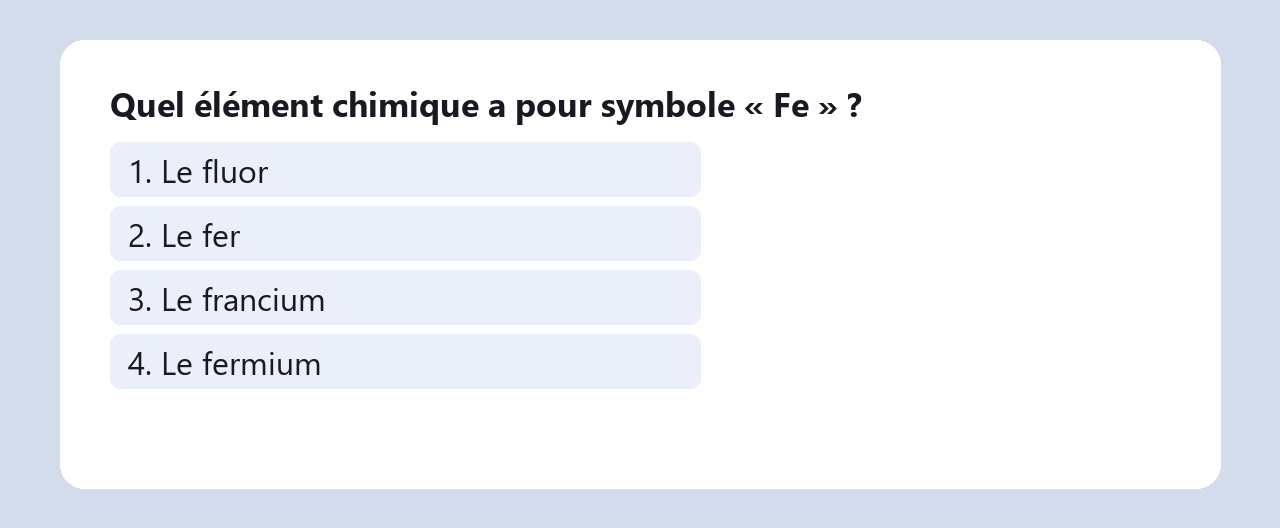 Quel élément chimique a pour symbole « Fe » ?
1. Le fluor
2. Le fer
3. Le francium
4. Le fermium